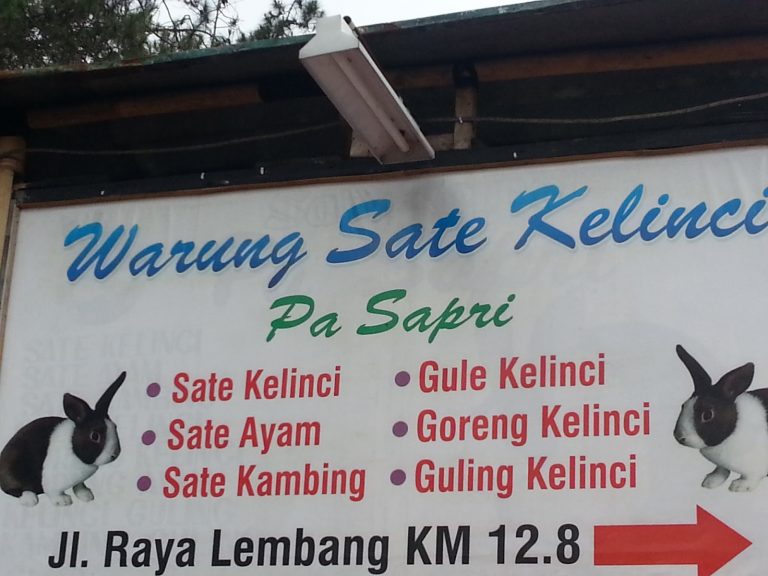 Warung Sate Kelinci
Pa Sapri
• Sate Kelinci
• Sate Ayam
• Sate Kambing
• Gule Kelinci
• Goreng Kelinci
• Guling Kelinci
Jl. Raya Lembang KM 12.8